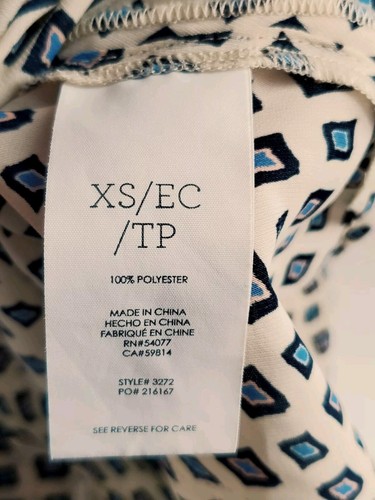 XS/EC
/TP
100% POLYESTER
MADE IN CHINA
HECHO EN CHINA
FABRIQUÉ EN CHINE
RN#54077
CA#59814
STYLE# 3272
PO# 216167
SEE REVERSE FOR CARE